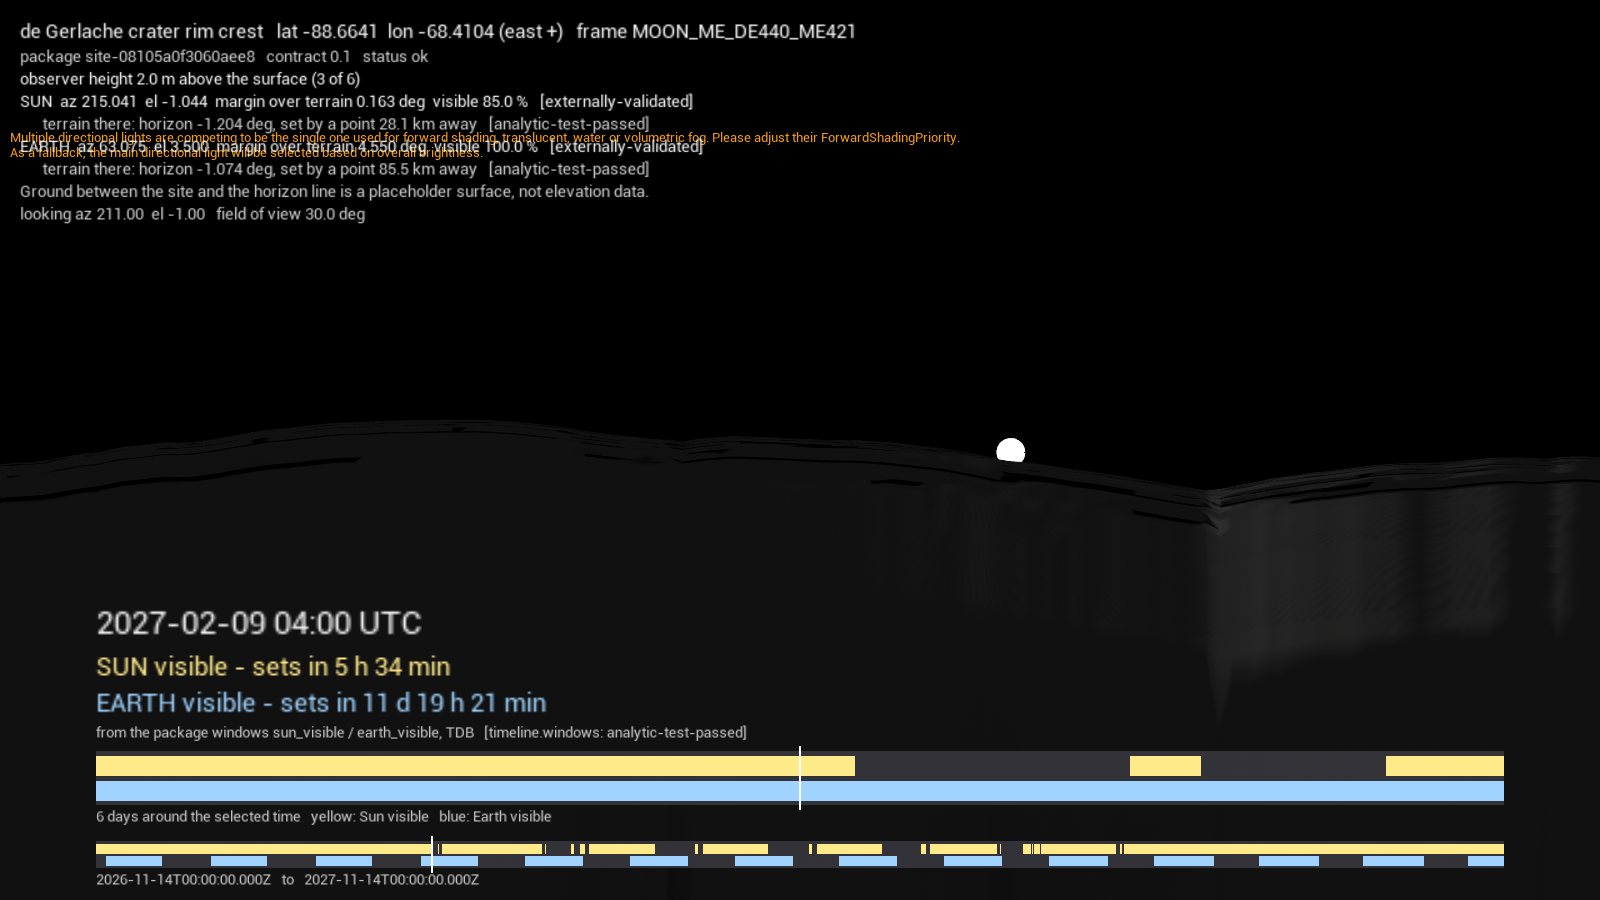 de Gerlache crater rim crest   lat -88.6641  lon -68.4104 (east +)   frame MOON_ME_DE440_ME421
package site-08105a0f3060aee8   contract 0.1   status ok
observer height 2.0 m above the surface (3 of 6)
SUN  az 215.041  el -1.044  margin over terrain 0.163 deg  visible 85.0 %   [externally-validated]
terrain there: horizon -1.204 deg, set by a point 28.1 km away   [analytic-test-passed]
Multiple directional lights are competing to be the single one used for forward shading, translucent, water or volumetric fog. Please adjust their ForwardShadingPriority.
EARTH  az 63.075  el 3.500  margin over terrain 4.550 deg  visible 100.0 %   [externally-validated]
As a fallback, the main directional light will be selected based on overall brightness.
terrain there: horizon -1.074 deg, set by a point 85.5 km away   [analytic-test-passed]
Ground between the site and the horizon line is a placeholder surface, not elevation data.
looking az 211.00  el -1.00   field of view 30.0 deg
2027-02-09 04:00 UTC
SUN visible - sets in 5 h 34 min
EARTH visible - sets in 11 d 19 h 21 min
from the package windows sun_visible / earth_visible, TDB   [timeline.windows: analytic-test-passed]
6 days around the selected time   yellow: Sun visible   blue: Earth visible
2026-11-14T00:00:00.000Z   to   2027-11-14T00:00:00.000Z